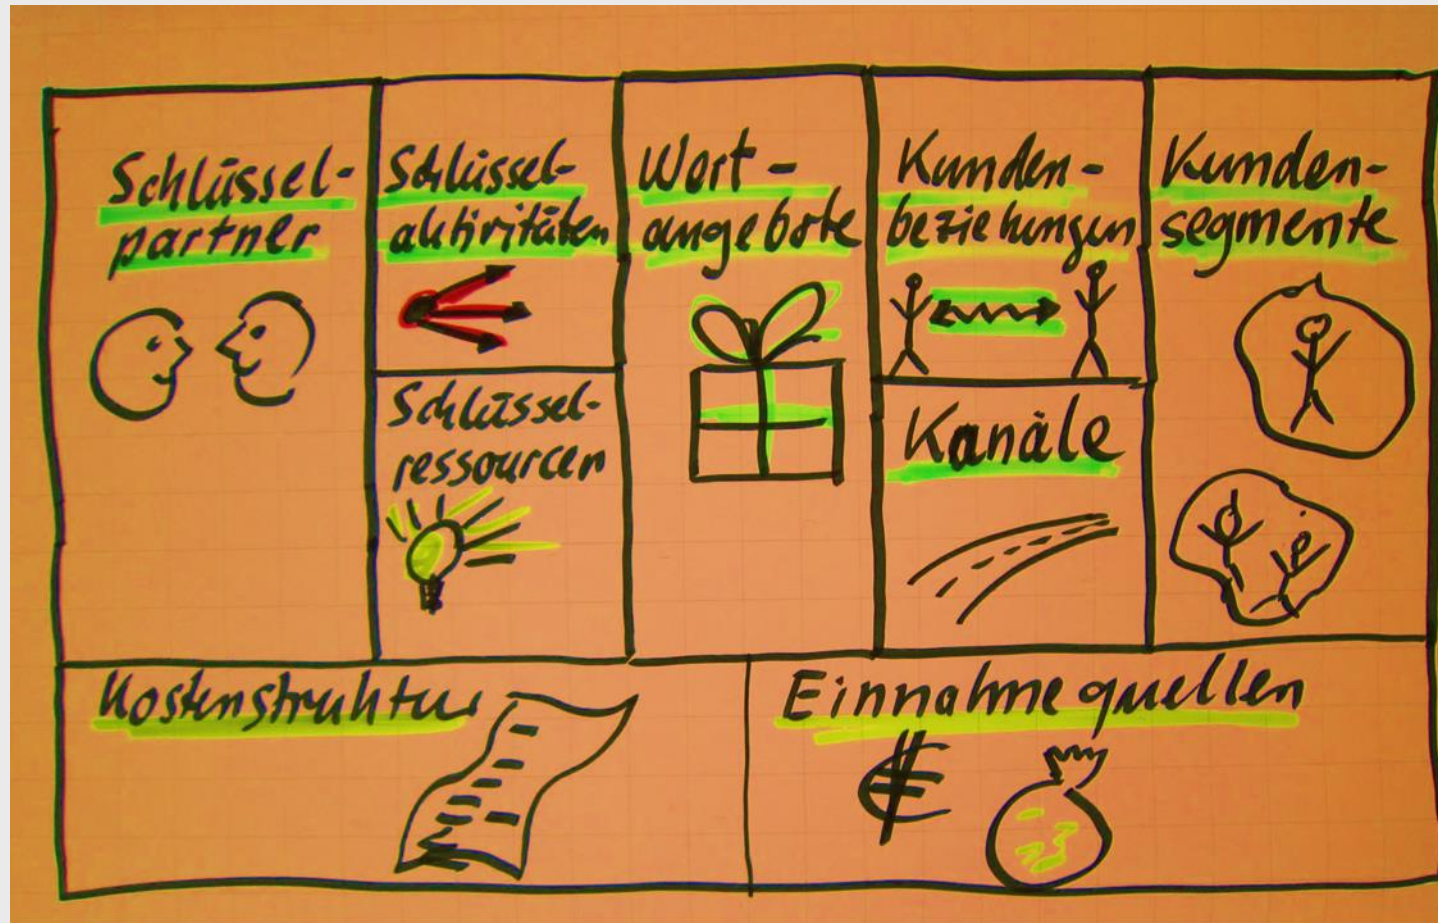 Schlüssel-
partner
Schlüssel-
aktivitäten
Schlüssel-
ressourcen
Wert-
angebote
Kunden-
beziehungen
Kanäle
Kunden-
segmente
Kostenstruktur
Einnahmequellen
€